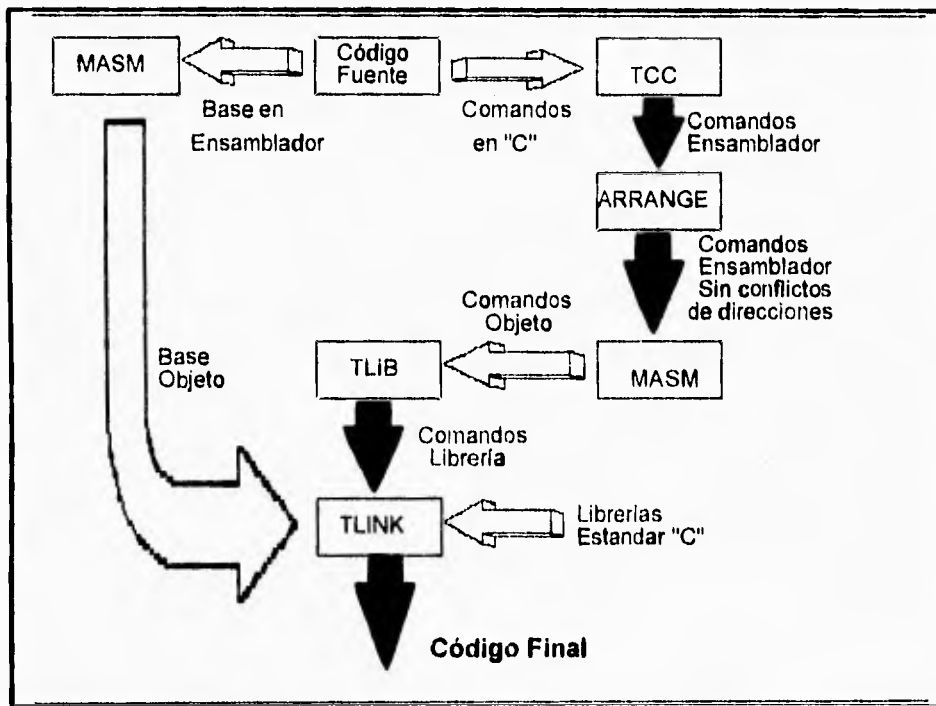 MASM
Código
Fuente
TCC
Base en
Ensamblador
Comandos
en "C"
Comandos
Ensamblador
ARRANGE
Comandos
Ensamblador
Sin conflictos
de direcciones
Comandos
Objeto
Base
Objeto
TLiB
MASM
Comandos
Librería
TLINK
Librerías
Estandar "C"
Código Final